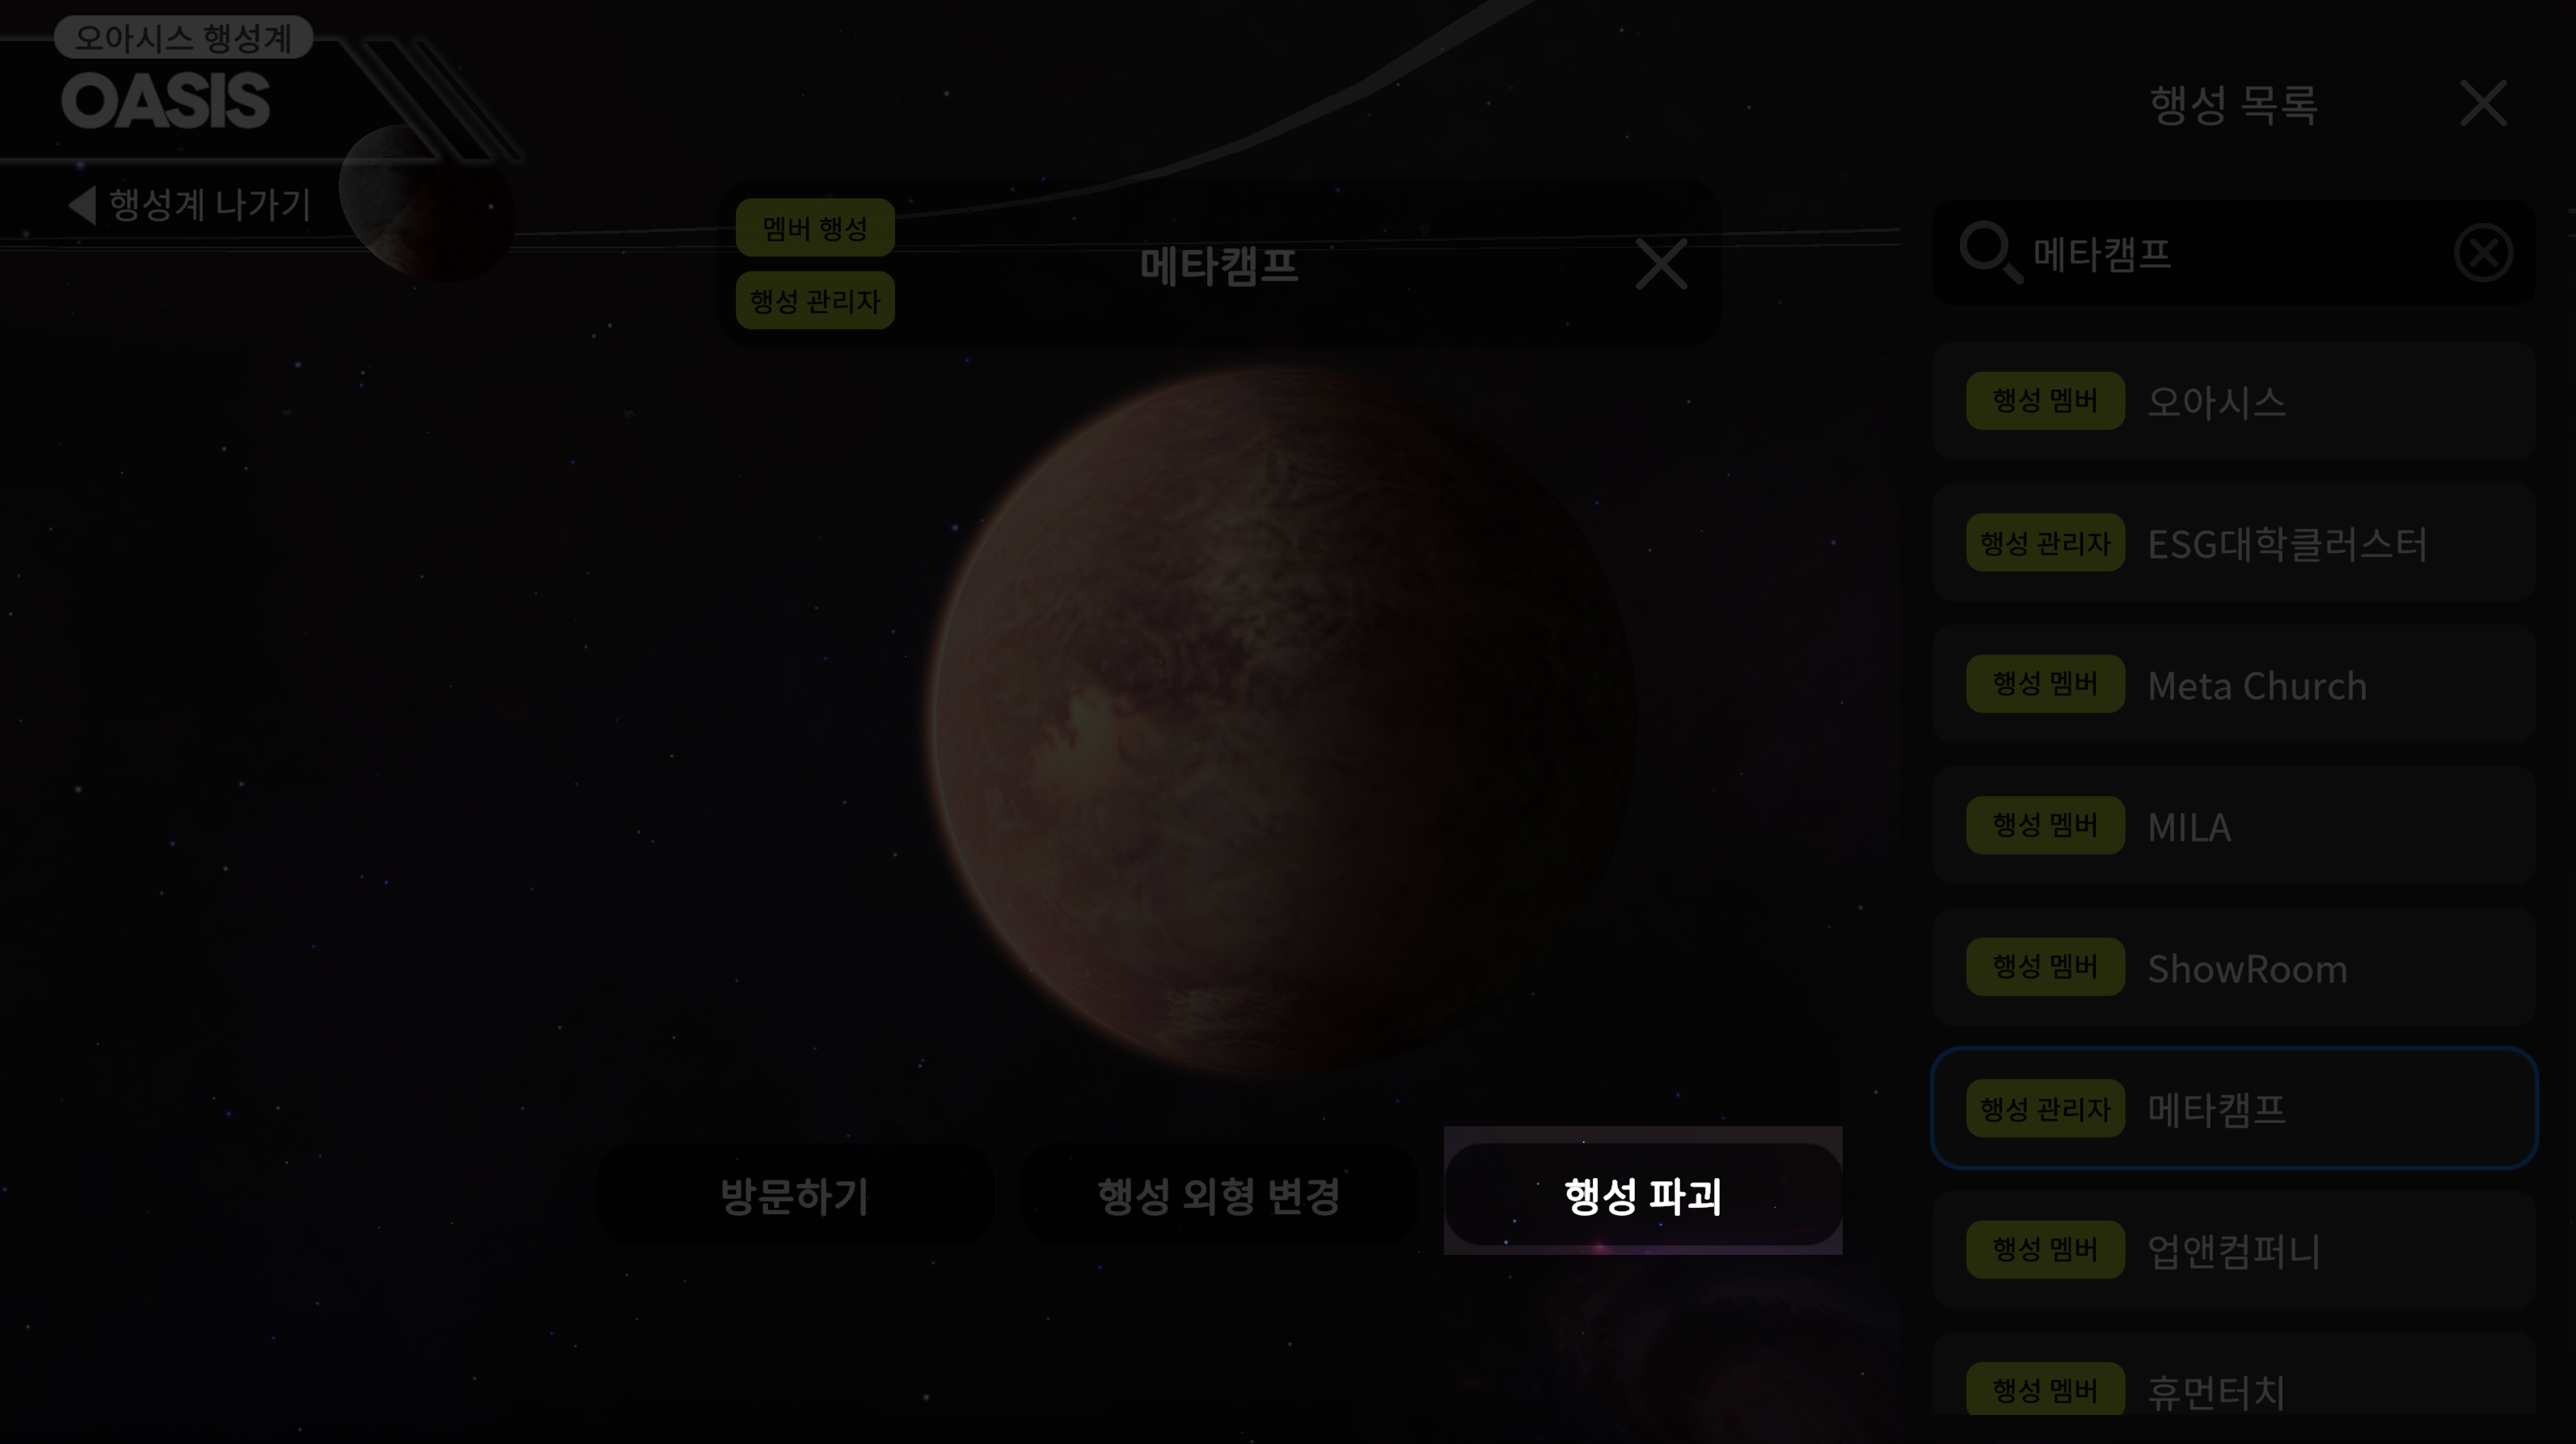 오아시스 행성계
OASIS
행성계 나가기
멤버 행성
행성 관리자
메타캠프
방문하기
행성 외형 변경
행성 파괴
행성 목록
메타캠프
행성 멤버 오아시스
행성 관리자 ESG대학클러스터
행성 멤버 Meta Church
행성 멤버 MILA
행성 멤버 ShowRoom
행성 관리자 메타캠프
행성 멤버 업앤컴퍼니
행성 멤버 휴먼터치